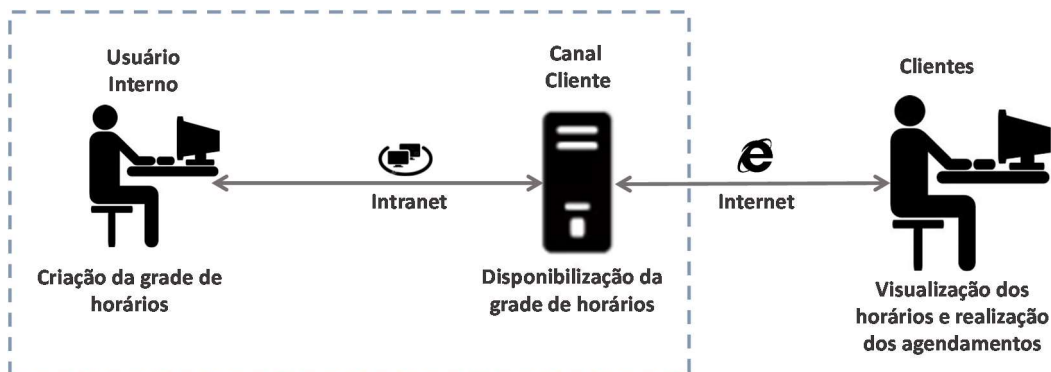 Usuário
Interno
Canal
Cliente
Clientes
Intranet
Internet
Criação da grade de
horários
Disponibilização da
grade de horários
Visualização dos
horários e realização
dos agendamentos